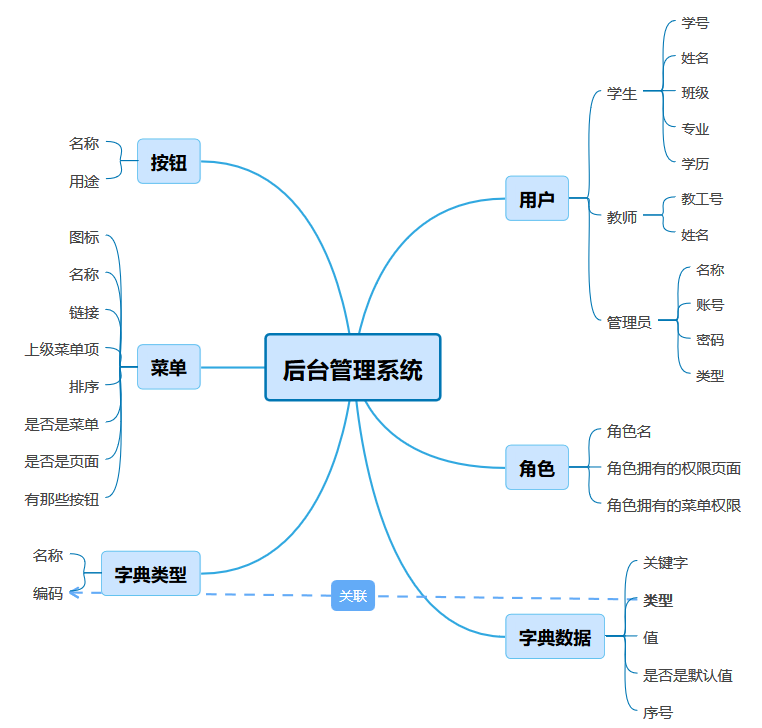 后台管理系统
用户
学生
学号
姓名
班级
专业
学历
教师
教工号
姓名
管理员
名称
账号
密码
类型
角色
角色名
角色拥有的权限页面
角色拥有的菜单权限
字典数据
关键字
类型
值
是否是默认值
序号
按钮
名称
用途
菜单
图标
名称
链接
上级菜单项
排序
是否是菜单
是否是页面
有那些按钮
字典类型
名称
编码
关联